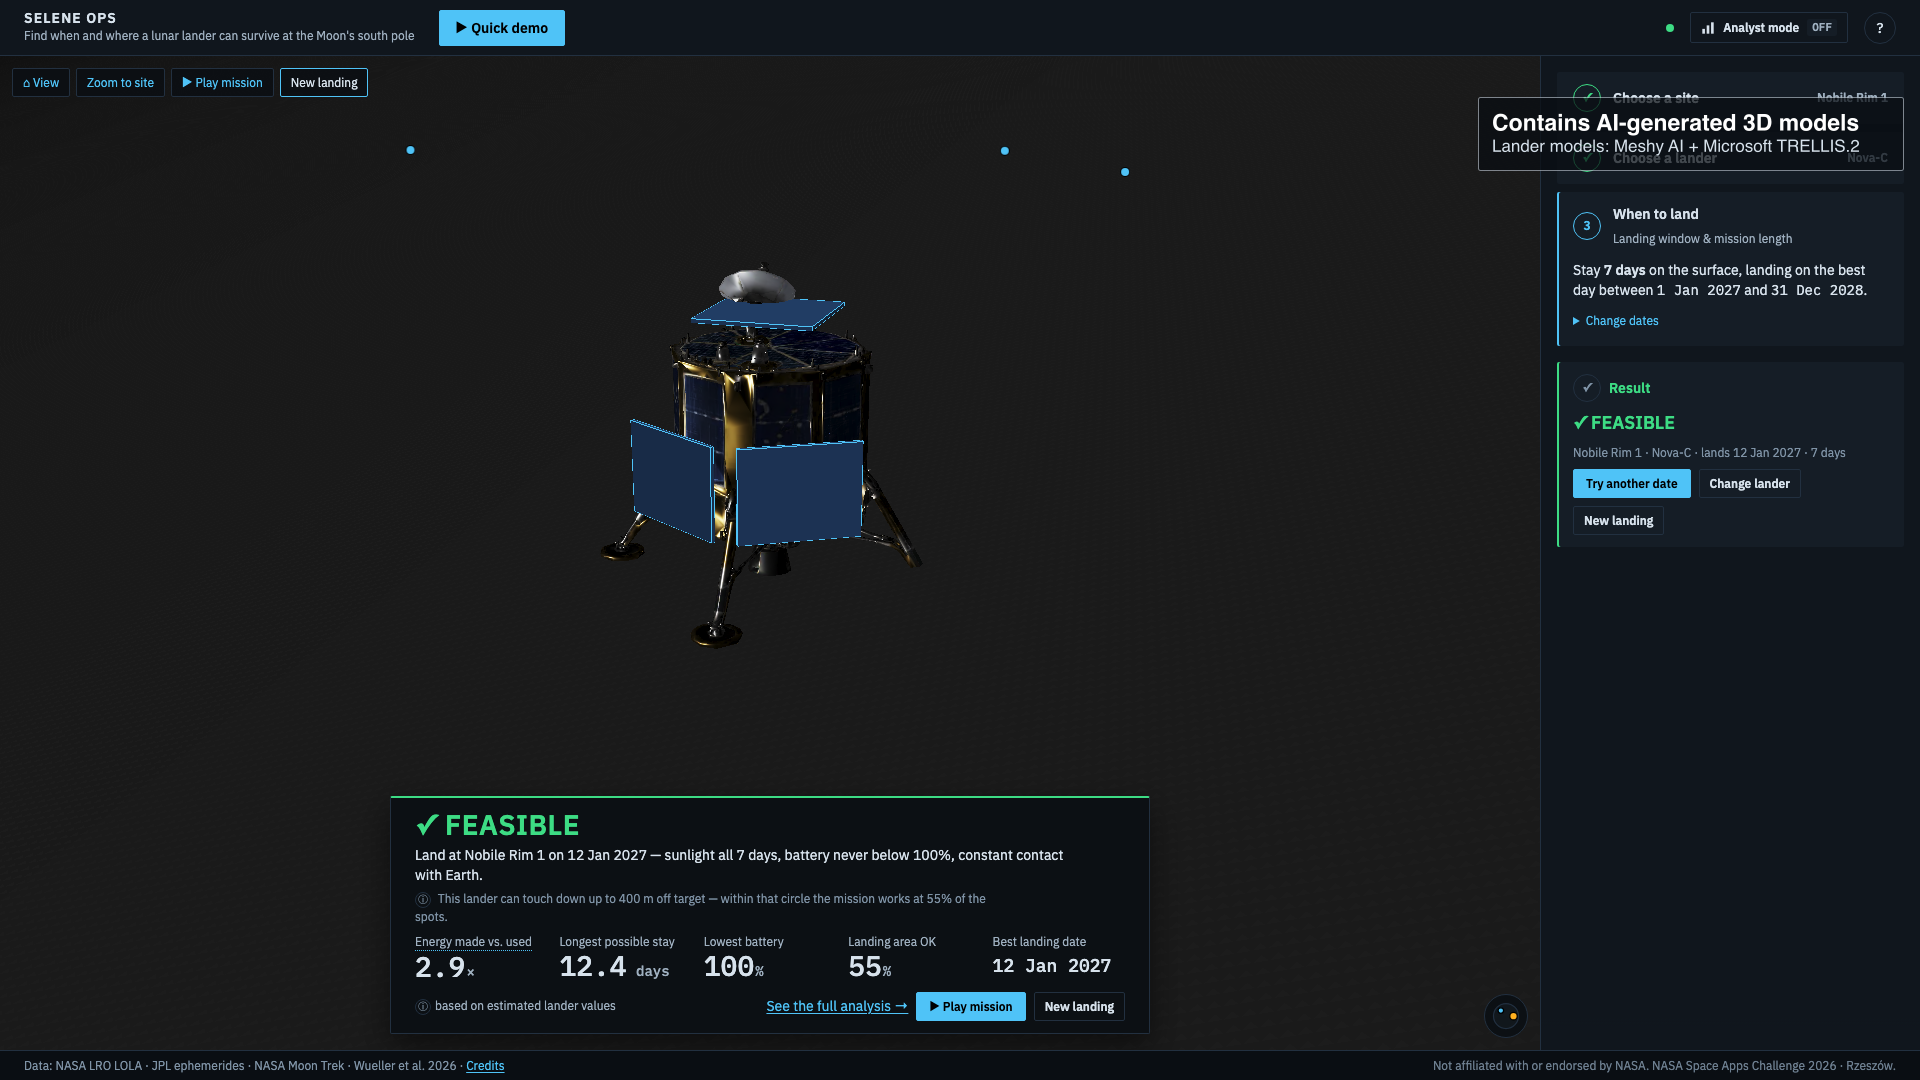 SELENE OPS
Find when and where a lunar lander can survive at the Moon's south pole
▶ Quick demo
Analyst mode OFF
?
⌂ View
Zoom to site
▶ Play mission
New landing
✓ Choose a site Nobile Rim 1
Contains AI-generated 3D models
Lander models: Meshy AI + Microsoft TRELLIS.2
✓ Choose a lander Nova-C
3 When to land
Landing window & mission length
Stay 7 days on the surface, landing on the best
day between 1 Jan 2027 and 31 Dec 2028.
▶ Change dates
✓ Result
✓ FEASIBLE
Nobile Rim 1 · Nova-C · lands 12 Jan 2027 · 7 days
Try another date
Change lander
New landing
✓ FEASIBLE
Land at Nobile Rim 1 on 12 Jan 2027 — sunlight all 7 days, battery never below 100%, constant contact
with Earth.
ⓘ This lander can touch down up to 400 m off target — within that circle the mission works at 55% of the
spots.
Energy made vs. used
2.9×
Longest possible stay
12.4 days
Lowest battery
100%
Landing area OK
55%
Best landing date
12 Jan 2027
ⓘ based on estimated lander values
See the full analysis →
▶ Play mission
New landing
Data: NASA LRO LOLA · JPL ephemerides · NASA Moon Trek · Wueller et al. 2026 · Credits
Not affiliated with or endorsed by NASA. NASA Space Apps Challenge 2026 · Rzeszów.